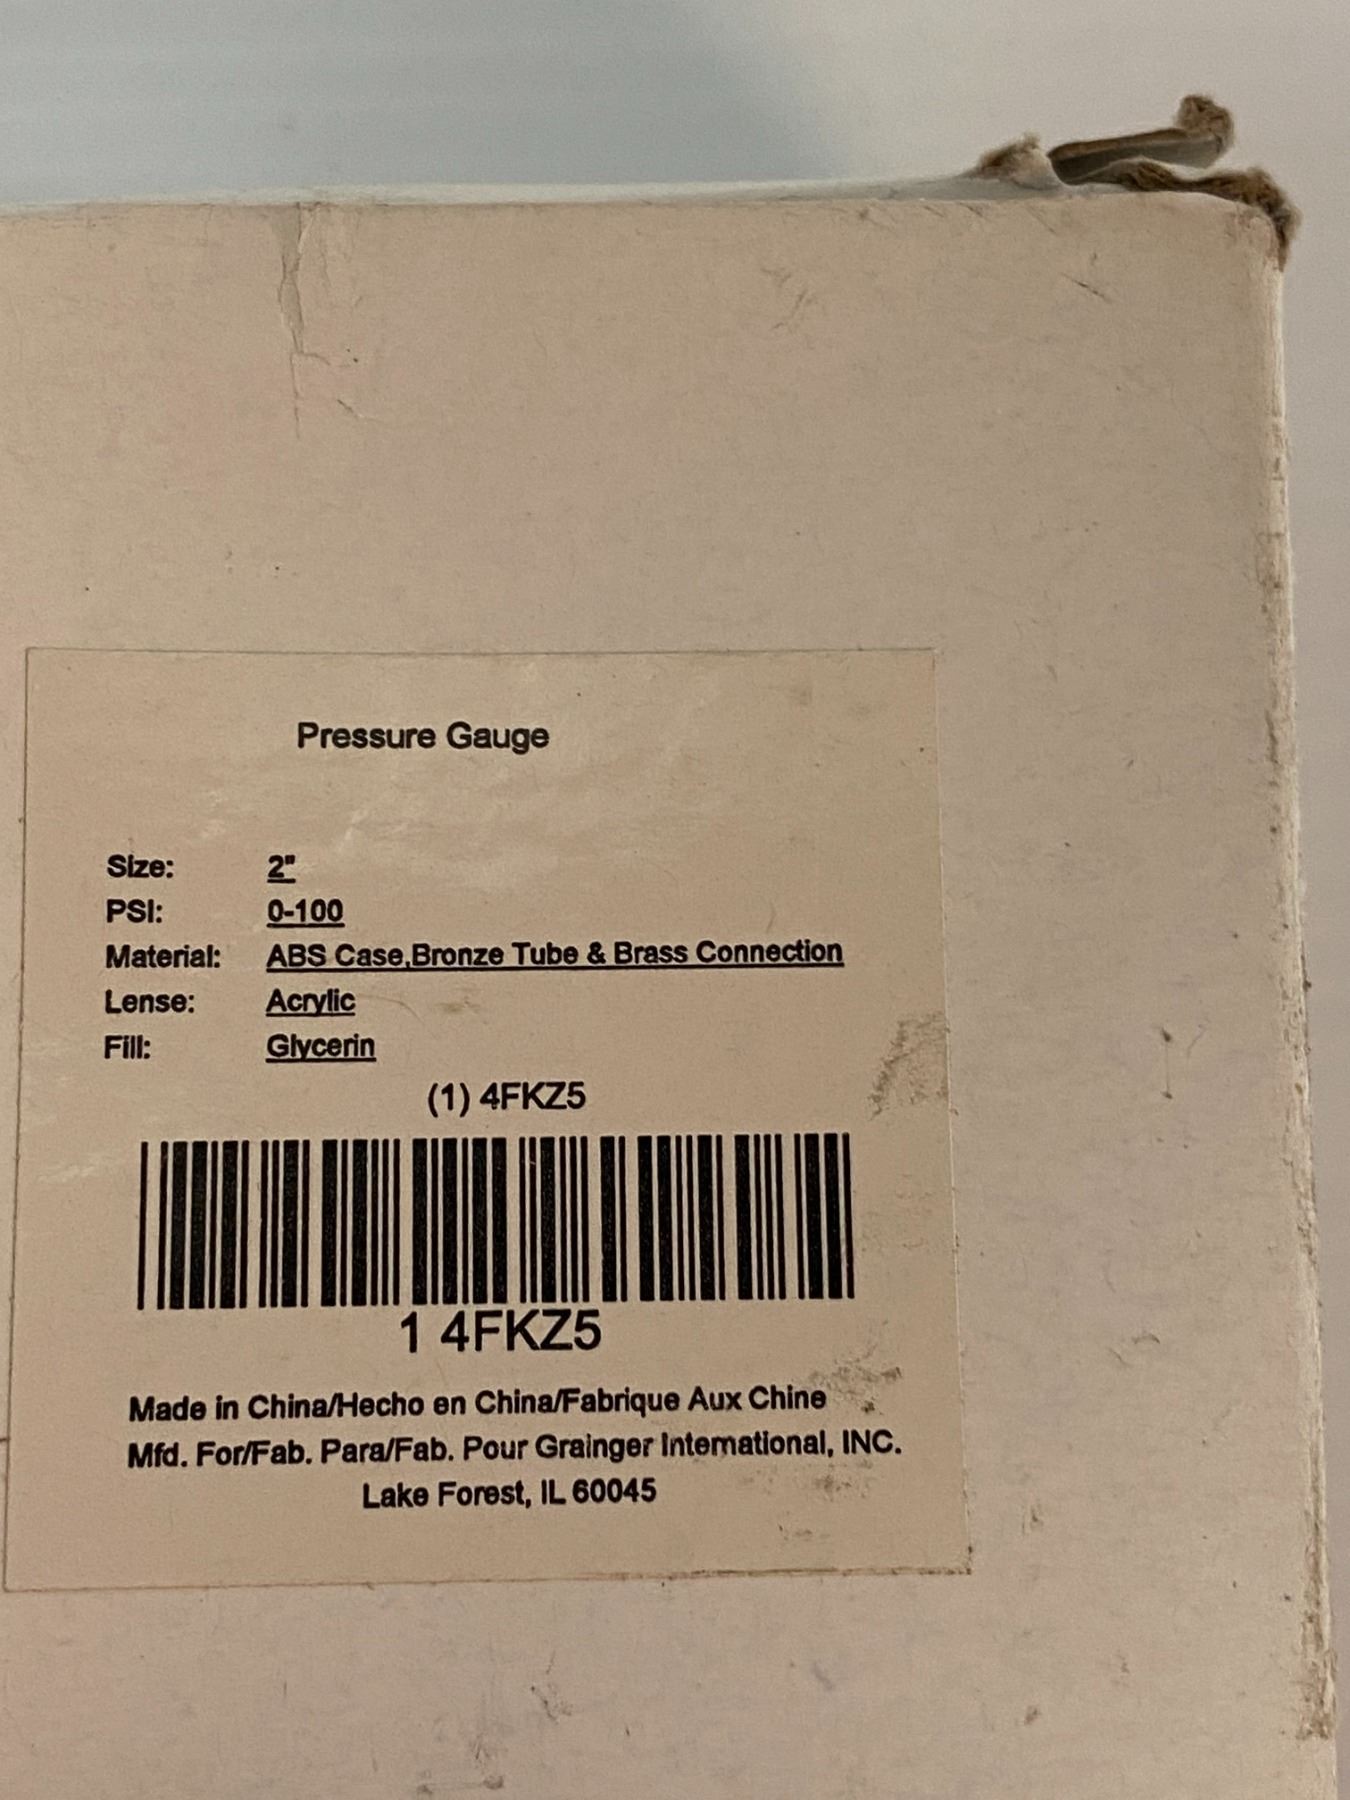 Pressure Gauge
Size: 2"
PSI: 0-100
Material: ABS Case,Bronze Tube & Brass Connection
Lense: Acrylic
Fill: Glycerin
(1) 4FKZ5
1 4FKZ5
Made in China/Hecho en China/Fabrique Aux Chine
Mfd. For/Fab. Para/Fab. Pour Grainger International, INC.
Lake Forest, IL 60045